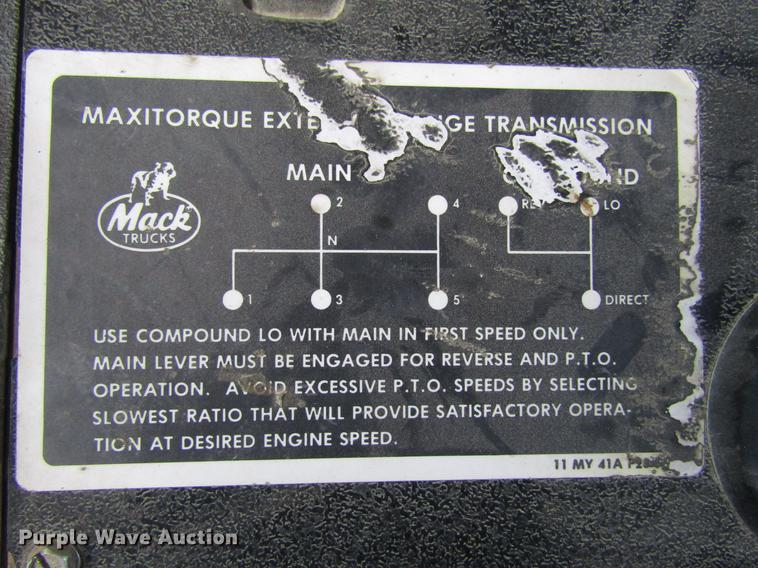 MAXITORQUE TRANSMISSION
MAIN
2 4 LO
N
1 3 5 DIRECT
Mack
TRUCKS
USE COMPOUND LO WITH MAIN IN FIRST SPEED ONLY.
MAIN LEVER MUST BE ENGAGED FOR REVERSE AND P.T.O.
OPERATION. AVOID EXCESSIVE P.T.O. SPEEDS BY SELECTING
SLOWEST RATIO THAT WILL PROVIDE SATISFACTORY OPERA-
TION AT DESIRED ENGINE SPEED.
11 MY 41A
Purple Wave Auction